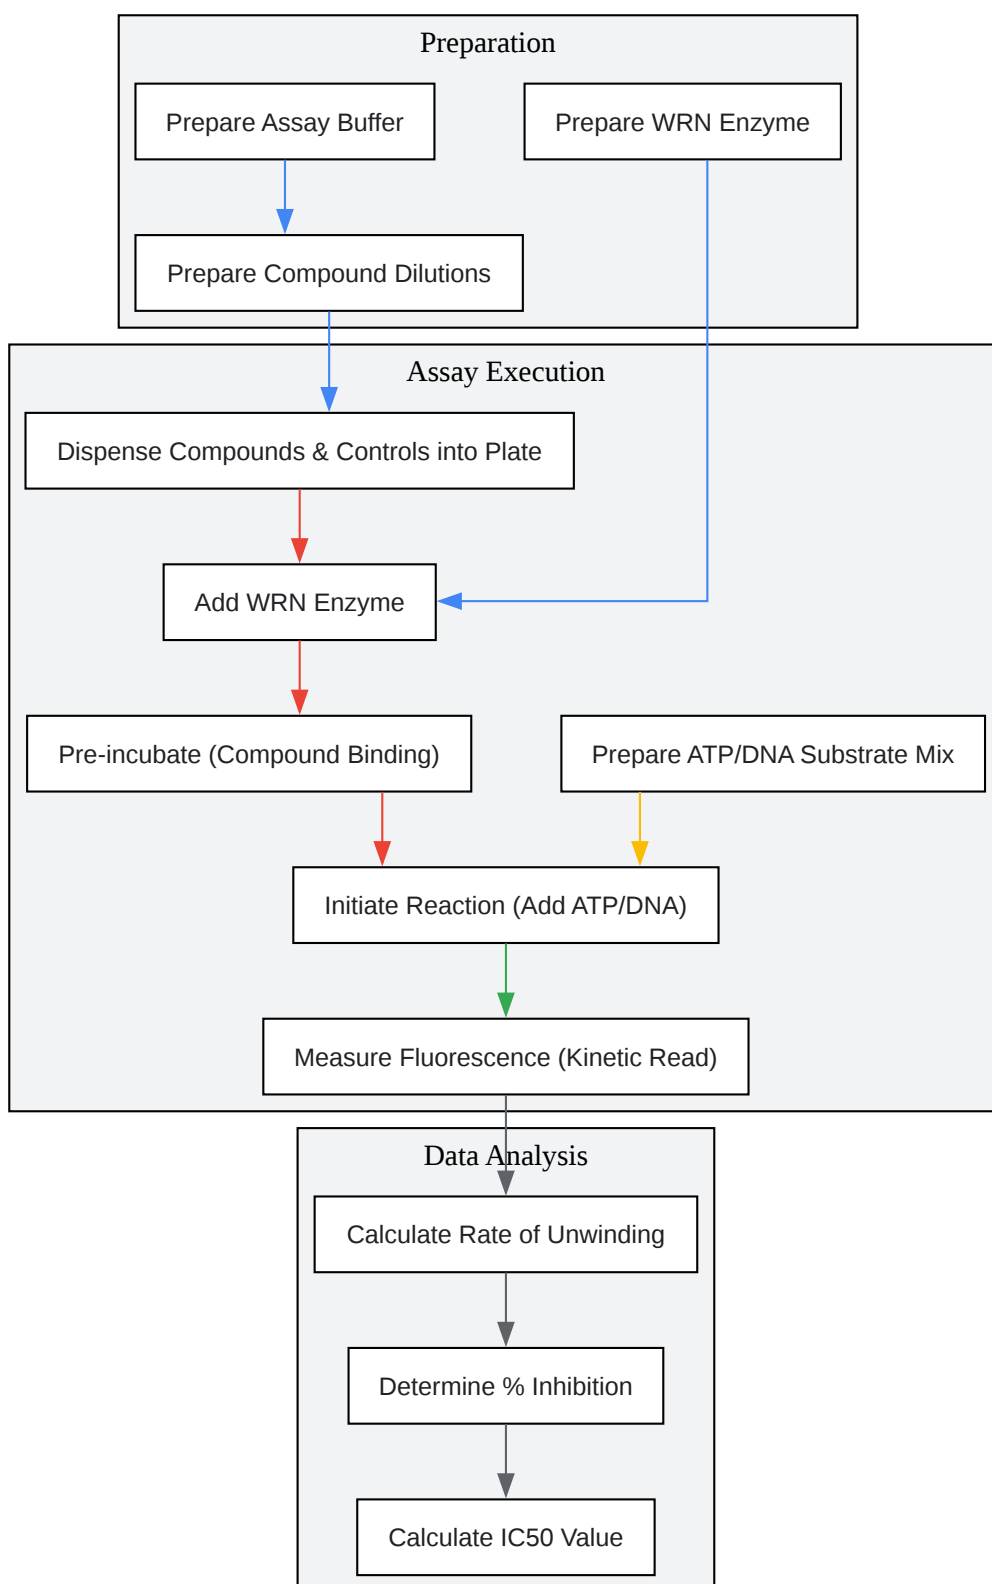 Preparation
Prepare Assay Buffer
Prepare WRN Enzyme
Prepare Compound Dilutions
Assay Execution
Dispense Compounds & Controls into Plate
Add WRN Enzyme
Pre-incubate (Compound Binding)
Prepare ATP/DNA Substrate Mix
Initiate Reaction (Add ATP/DNA)
Measure Fluorescence (Kinetic Read)
Data Analysis
Calculate Rate of Unwinding
Determine % Inhibition
Calculate IC50 Value